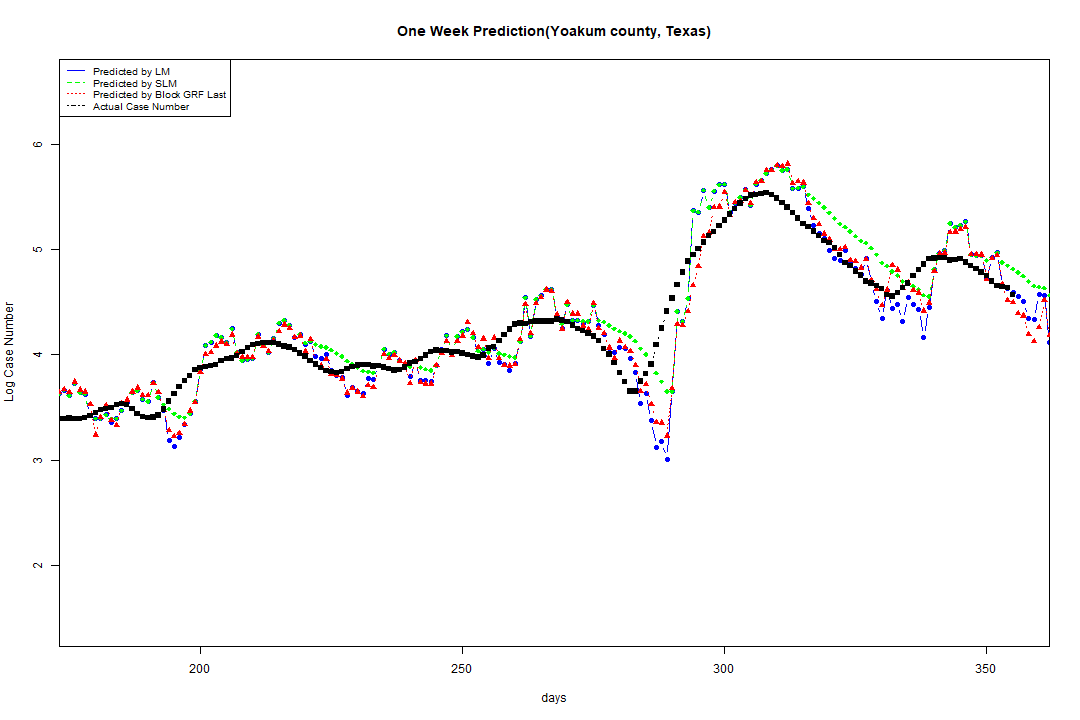 One Week Prediction(Yoakum county, Texas)
Predicted by LM
Predicted by SLM
Predicted by Block GRF Last
Actual Case Number
Log Case Number
6
5
4
3
2
200
250
300
350
days